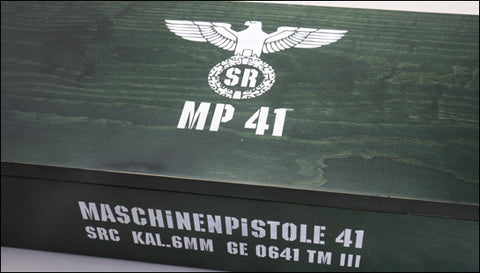 SR
MP 41
MASCHiNENPiSTOLE 41
SRC KAL.6MM GE 0641 TM III